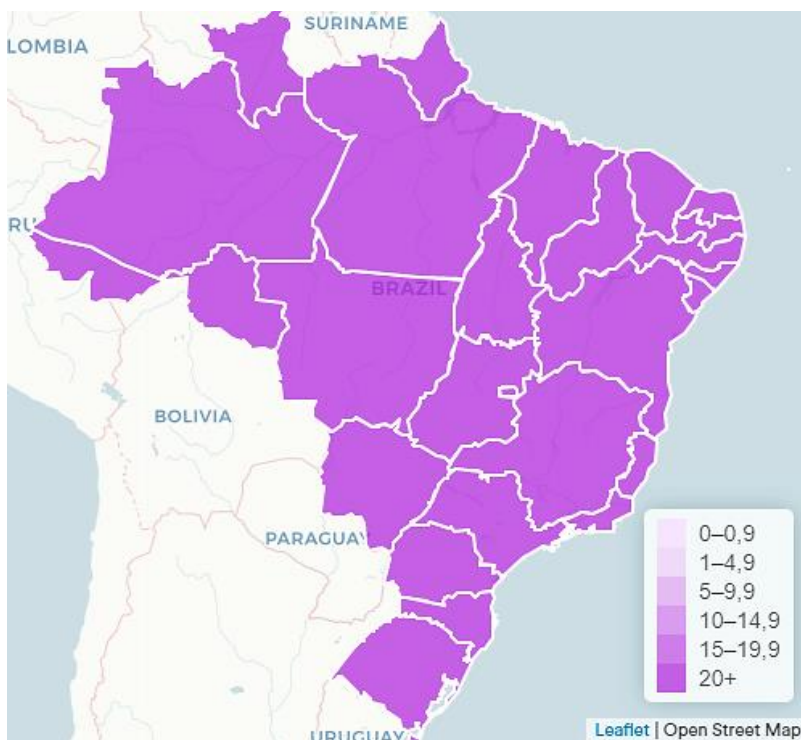 SURINAME
LOMBIA
RU
BRAZIL
BOLIVIA
PARAGUAY
0–0,9
1–4,9
5–9,9
10–14,9
15–19,9
20+
URUGUAY
Leaflet | Open Street Map